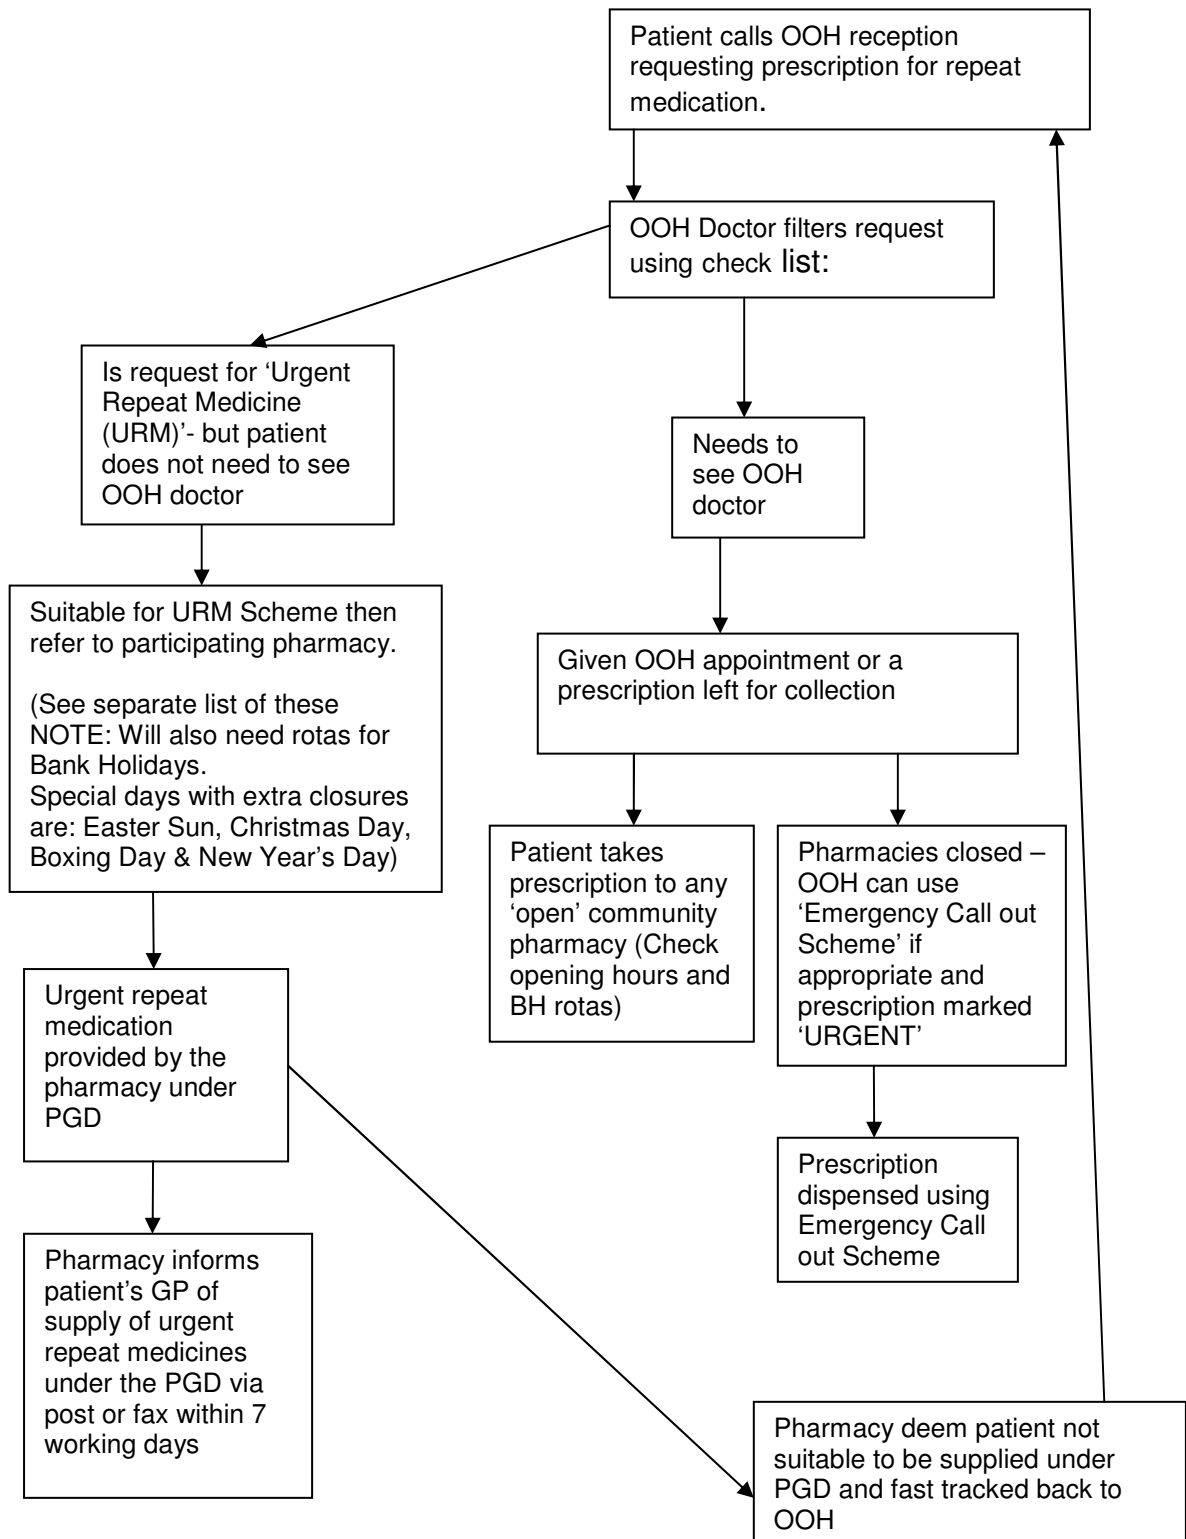 Patient calls OOH reception
requesting prescription for repeat
medication.
OOH Doctor filters request
using check list:
Is request for ‘Urgent
Repeat Medicine
(URM)’- but patient
does not need to see
OOH doctor
Needs to
see OOH
doctor
Suitable for URM Scheme then
refer to participating pharmacy.
(See separate list of these
NOTE: Will also need rotas for
Bank Holidays.
Special days with extra closures
are: Easter Sun, Christmas Day,
Boxing Day & New Year’s Day)
Given OOH appointment or a
prescription left for collection
Patient takes
prescription to any
‘open’ community
pharmacy (Check
opening hours and
BH rotas)
Pharmacies closed –
OOH can use
‘Emergency Call out
Scheme’ if
appropriate and
prescription marked
‘URGENT’
Urgent repeat
medication
provided by the
pharmacy under
PGD
Prescription
dispensed using
Emergency Call
out Scheme
Pharmacy informs
patient’s GP of
supply of urgent
repeat medicines
under the PGD via
post or fax within 7
working days
Pharmacy deem patient not
suitable to be supplied under
PGD and fast tracked back to
OOH